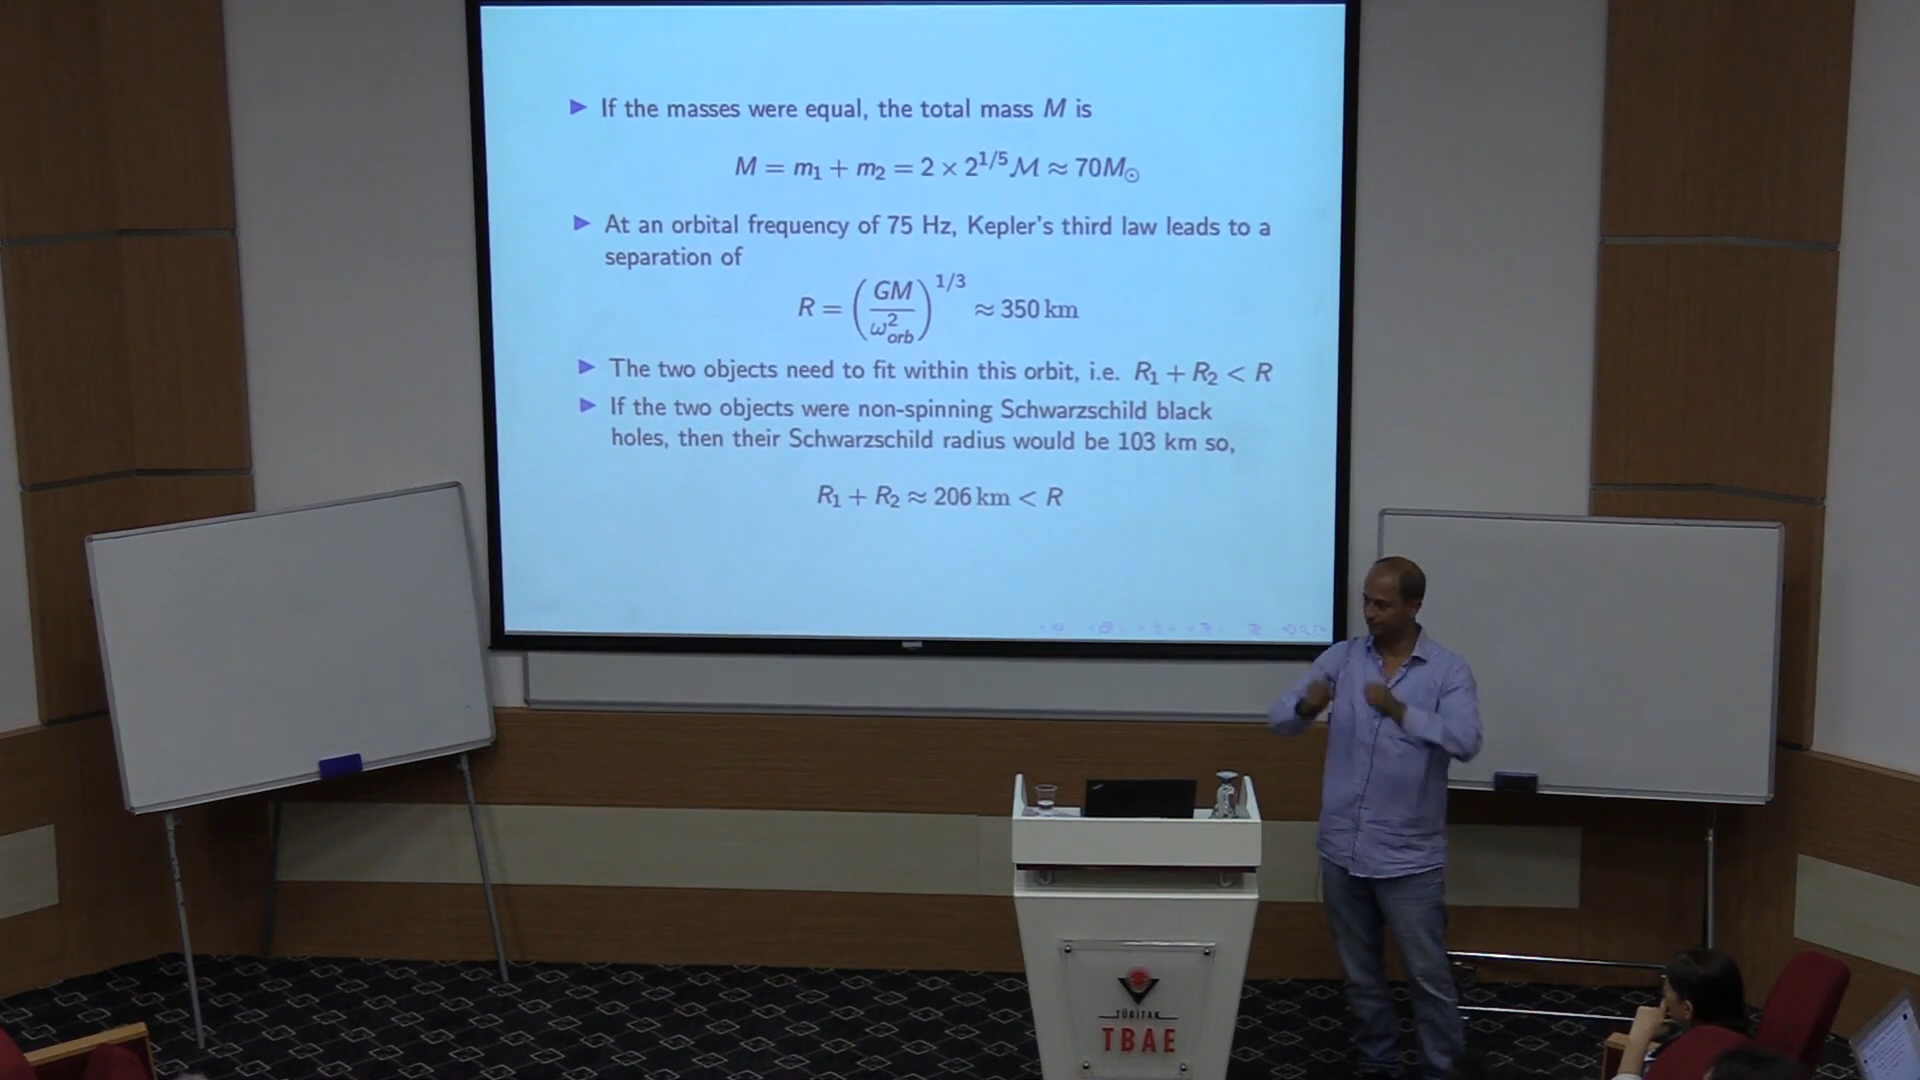 ▶ If the masses were equal, the total mass M is
M = m₁ + m₂ = 2 × 2^{1/5}ℳ ≈ 70M_⊙
▶ At an orbital frequency of 75 Hz, Kepler's third law leads to a
separation of
R = (GM/ω²_orb)^{1/3} ≈ 350 km
▶ The two objects need to fit within this orbit, i.e. R₁ + R₂ < R
▶ If the two objects were non-spinning Schwarzschild black
holes, then their Schwarzschild radius would be 103 km so,
R₁ + R₂ ≈ 206 km < R
TÜBİTAK
TBAE